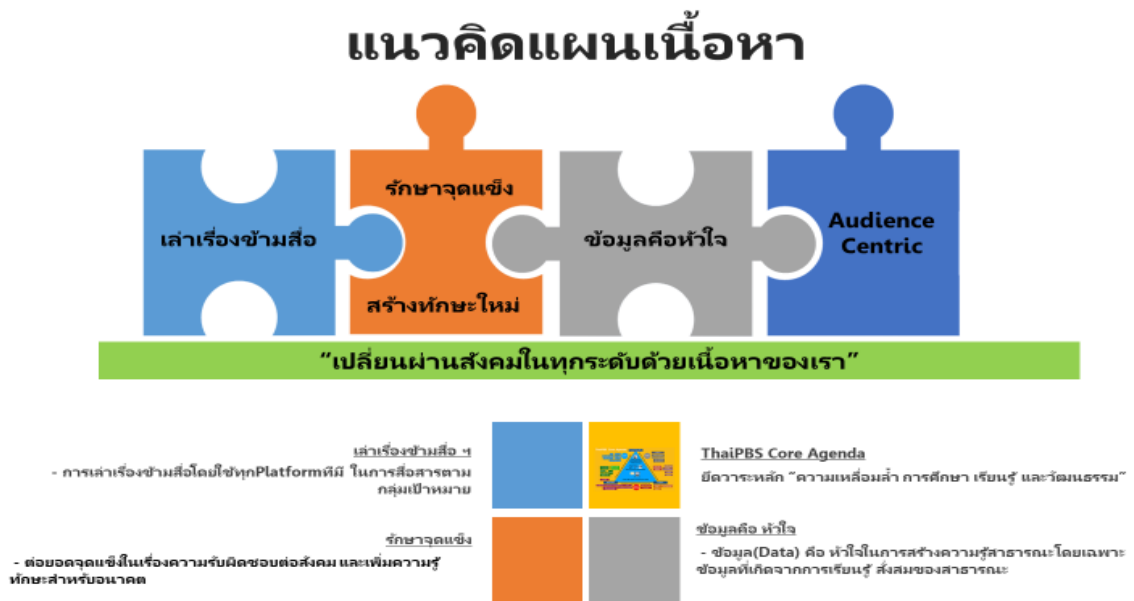 แนวคิดแผนเนื้อหา
เล่าเรื่องข้ามสื่อ
รักษาจุดแข็ง
สร้างทักษะใหม่
ข้อมูลคือหัวใจ
Audience
Centric
“เปลี่ยนผ่านสังคมในทุกระดับด้วยเนื้อหาของเรา”
เล่าเรื่องข้ามสื่อ ฯ
- การเล่าเรื่องข้ามสื่อโดยใช้ทุกPlatformที่มี ในการสื่อสารตาม
กลุ่มเป้าหมาย
ThaiPBS Core Agenda
ยึดวาระหลัก “ความเหลื่อมล้ำ การศึกษา เรียนรู้ และวัฒนธรรม”
รักษาจุดแข็ง
- ต่อยอดจุดแข็งในเรื่องความรับผิดชอบต่อสังคม และเพิ่มความรู้
ทักษะสำหรับอนาคต
ข้อมูลคือ หัวใจ
- ข้อมูล(Data) คือ หัวใจในการสร้างความรู้สาธารณะโดยเฉพาะ
ข้อมูลที่เกิดจากการเรียนรู้ สั่งสมของสาธารณะ